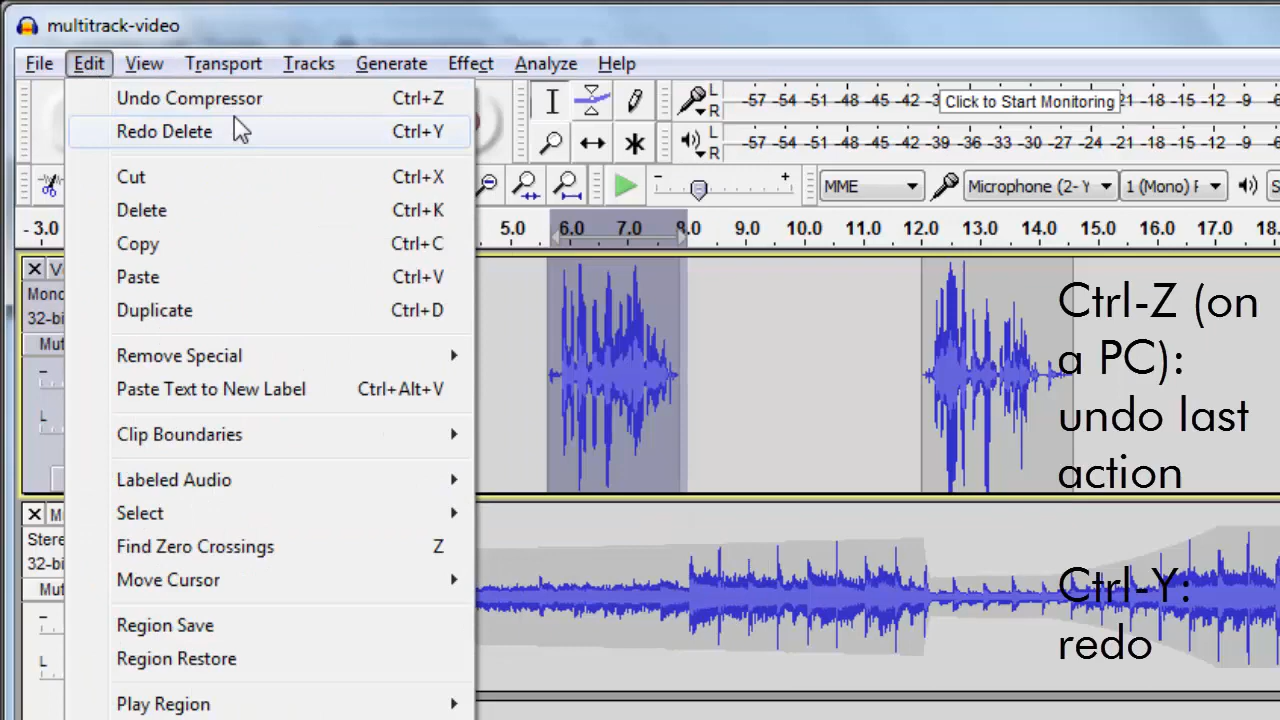 multitrack-video
File Edit View Transport Tracks Generate Effect Analyze Help
Undo Compressor Ctrl+Z
Redo Delete Ctrl+Y
Cut Ctrl+X
Delete Ctrl+K
Copy Ctrl+C
Paste Ctrl+V
Duplicate Ctrl+D
Remove Special
Paste Text to New Label Ctrl+Alt+V
Clip Boundaries
Labeled Audio
Select
Find Zero Crossings Z
Move Cursor
Region Save
Region Restore
Play Region
L -57 -54 -51 -48 -45 -42 Click to Start Monitoring -21 -18 -15 -12 -9 -6
R
L -57 -54 -51 -48 -45 -42 -39 -36 -33 -30 -27 -24 -21 -18 -15 -12 -9 -6
R
- +
MME Microphone (2- 1 (Mono)
- 3.0 5.0 6.0 7.0 8.0 9.0 10.0 11.0 12.0 13.0 14.0 15.0 16.0 17.0 18.
Mono
32-bi
Mut
L
Stere
32-bi
Mut
L
Ctrl-Z (on
a PC):
undo last
action
Ctrl-Y:
redo